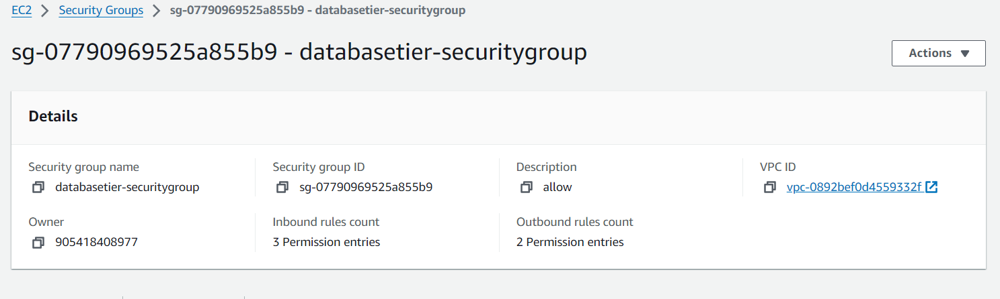 EC2 > Security Groups > sg-07790969525a855b9 - databasetier-securitygroup
sg-07790969525a855b9 - databasetier-securitygroup
Actions
Details
Security group name
databasetier-securitygroup
Security group ID
sg-07790969525a855b9
Description
allow
VPC ID
vpc-0892bef0d4559332f
Owner
905418408977
Inbound rules count
3 Permission entries
Outbound rules count
2 Permission entries